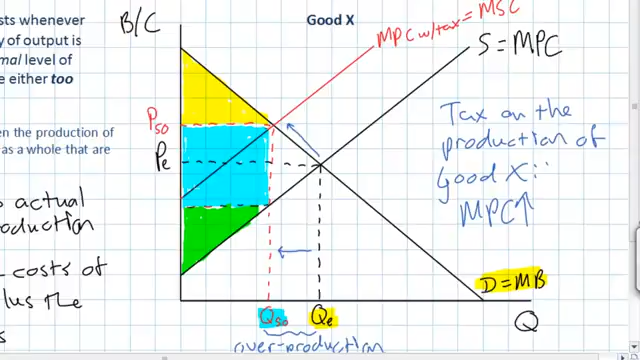 sts whenever
y of output is
mal level of
e either too
en the production of
as a whole that are
o actual
roduction
costs of
lus the
s
B/C
Good X
MPC w/tax = MSC
S = MPC
Pso
Pe
Tax on the
production of
Good X:
MPC↑
D = MB
Qso
Qe
Q
over-production